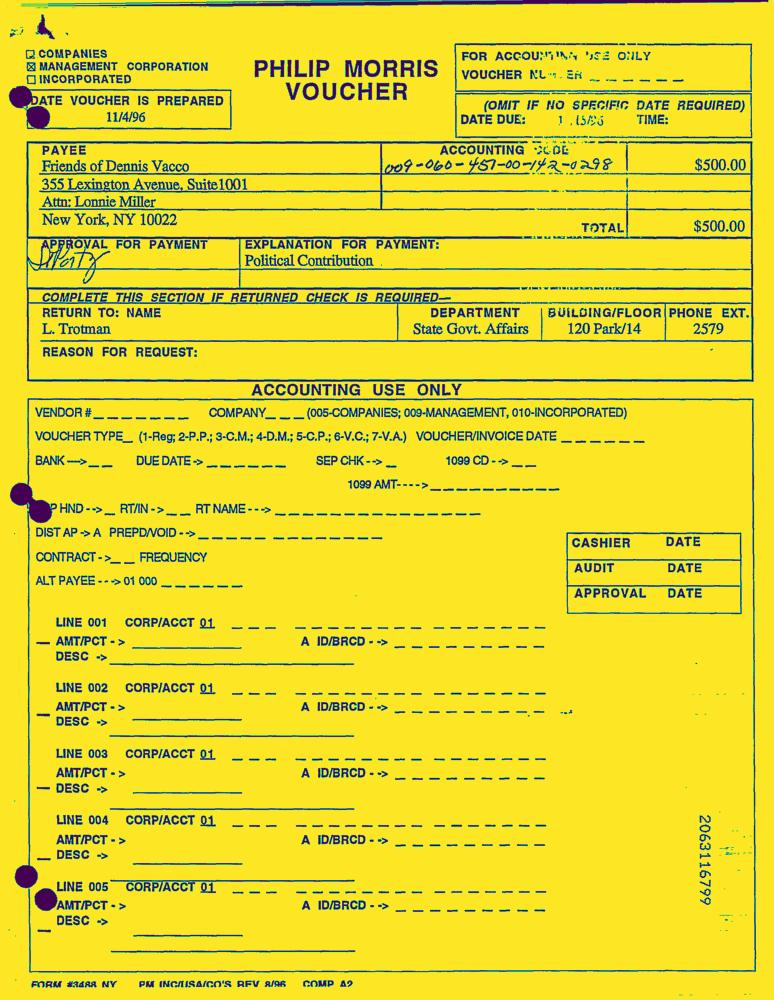 COMPANIES
MANAGEMENT CORPORATION
INCORPORATED
PHILIP MORRIS
VOUCHER
FOR ACCOUNTING USE ONLY
VOUCHER NUMBER
DATE VOUCHER IS PREPARED
11/4/96
(OMIT IF NO SPECIFIC DATE REQUIRED)
DATE DUE: TIME:
PAYEE ACCOUNTING CODE
Friends of Dennis Vacco 009-060-457-00-142-0298 $500.00
355 Lexington Avenue, Suite1001
Attn: Lonnie Miller
New York, NY 10022
TOTAL $500.00
APPROVAL FOR PAYMENT EXPLANATION FOR PAYMENT:
Political Contribution
COMPLETE THIS SECTION IF RETURNED CHECK IS REQUIRED—
RETURN TO: NAME DEPARTMENT BUILDING/FLOOR PHONE EXT.
L. Trotman State Govt. Affairs 120 Park/14 2579
REASON FOR REQUEST:
ACCOUNTING USE ONLY
VENDOR # _ _ _ _ _ _ _ COMPANY_ _ _ (005-COMPANIES; 009-MANAGEMENT, 010-INCORPORATED)
VOUCHER TYPE_ (1-Reg; 2-P.P.; 3-C.M.; 4-D.M.; 5-C.P.; 6-V.C.; 7-V.A.) VOUCHER/INVOICE DATE _ _ _ _ _ _
BANK -->_ _ DUE DATE -> _ _ _ _ _ _ SEP CHK --> _ 1099 CD --> _ _
1099 AMT---->_ _ _ _ _ _ _ _ _ _
HND -->_ RT/IN ->_ _ RT NAME --->_ _ _ _ _ _ _ _ _ _ _ _ _ _ _ _
DIST AP -> A PREPD/VOID -->_ _ _ _ _ _ _ _ _ _ _ _ _ _
CONTRACT ->_ _ FREQUENCY
ALT PAYEE ---> 01 000 _ _ _ _ _ _
CASHIER DATE
AUDIT DATE
APPROVAL DATE
LINE 001 CORP/ACCT 01
AMT/PCT -> A ID/BRCD -->
DESC ->
LINE 002 CORP/ACCT 01
AMT/PCT -> A ID/BRCD -->
DESC ->
LINE 003 CORP/ACCT 01
AMT/PCT -> A ID/BRCD -->
DESC ->
LINE 004 CORP/ACCT 01
AMT/PCT -> A ID/BRCD -->
DESC ->
LINE 005 CORP/ACCT 01
AMT/PCT -> A ID/BRCD -->
DESC ->
2063116799
FORM #3488 NY PM INC/USA/CO'S REV 8/96 COMP A2